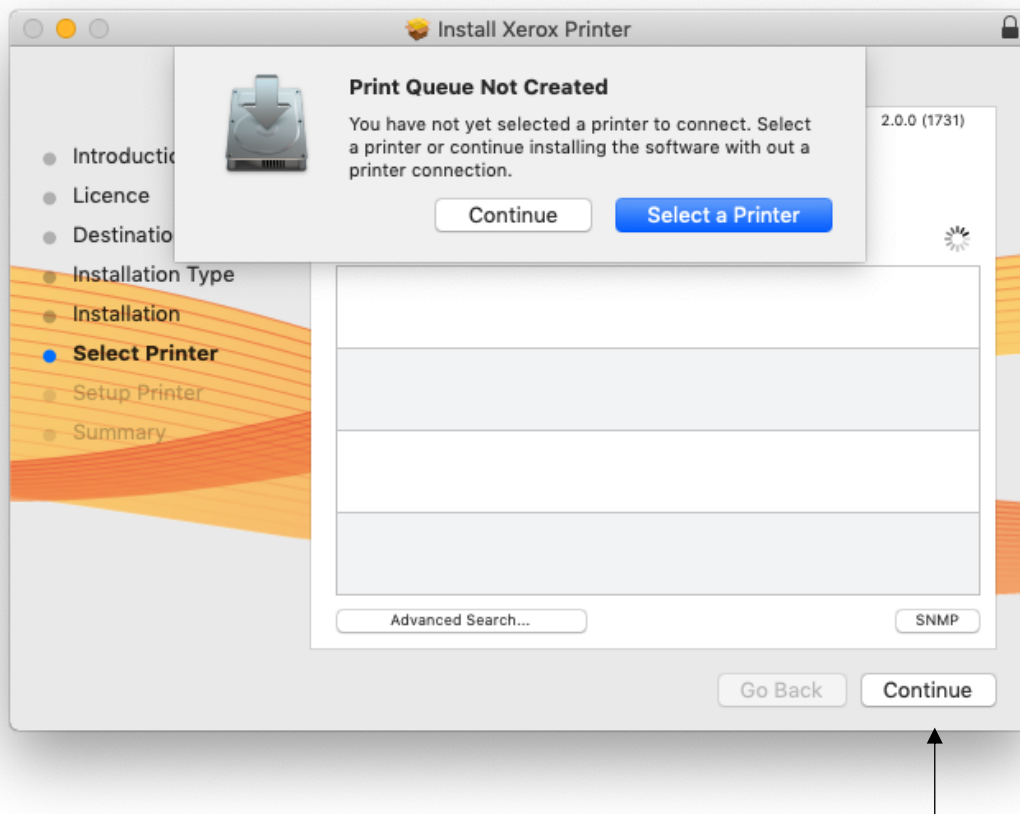 Install Xerox Printer
Print Queue Not Created
You have not yet selected a printer to connect. Select
a printer or continue installing the software with out a
printer connection.
Continue
Select a Printer
2.0.0 (1731)
Introductio
Licence
Destinatio
Installation Type
Installation
Select Printer
Setup Printer
Summary
Advanced Search...
SNMP
Go Back
Continue